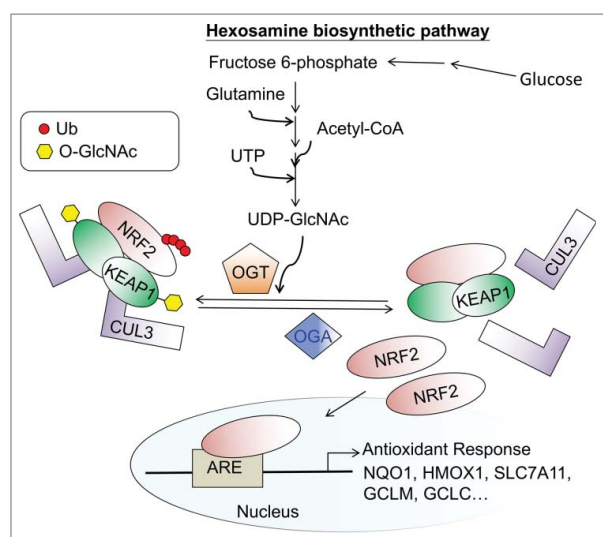 Hexosamine biosynthetic pathway
Fructose 6-phosphate
Glucose
Glutamine
Acetyl-CoA
UTP
UDP-GlcNAc
Ub
O-GlcNAc
NRF2
KEAP1
CUL3
OGT
OGA
KEAP1
CUL3
NRF2
NRF2
ARE
Antioxidant Response
NQO1, HMOX1, SLC7A11,
GCLM, GCLC...
Nucleus